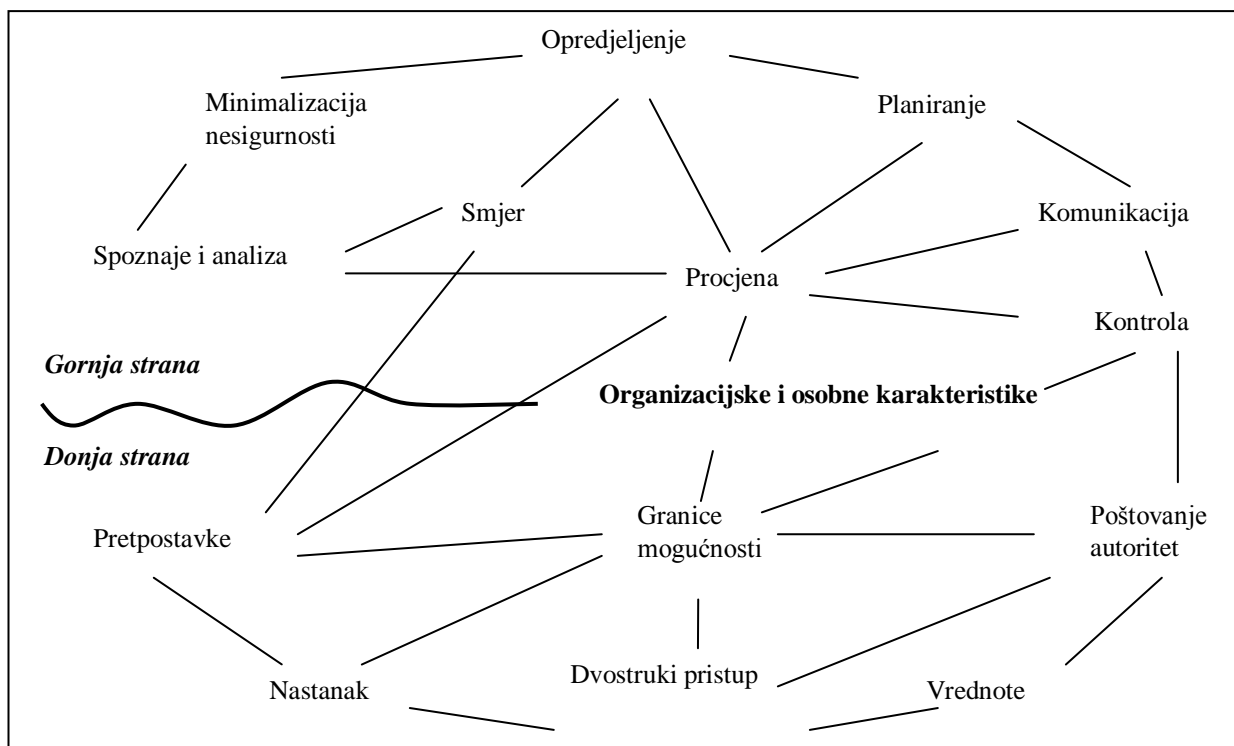 Opredjeljenje
Minimalizacija
nesigurnosti
Planiranje
Smjer
Komunikacija
Spoznaje i analiza
Procjena
Kontrola
Gornja strana
Organizacijske i osobne karakteristike
Donja strana
Pretpostavke
Granice
mogućnosti
Poštovanje
autoritet
Nastanak
Dvostruki pristup
Vrednote